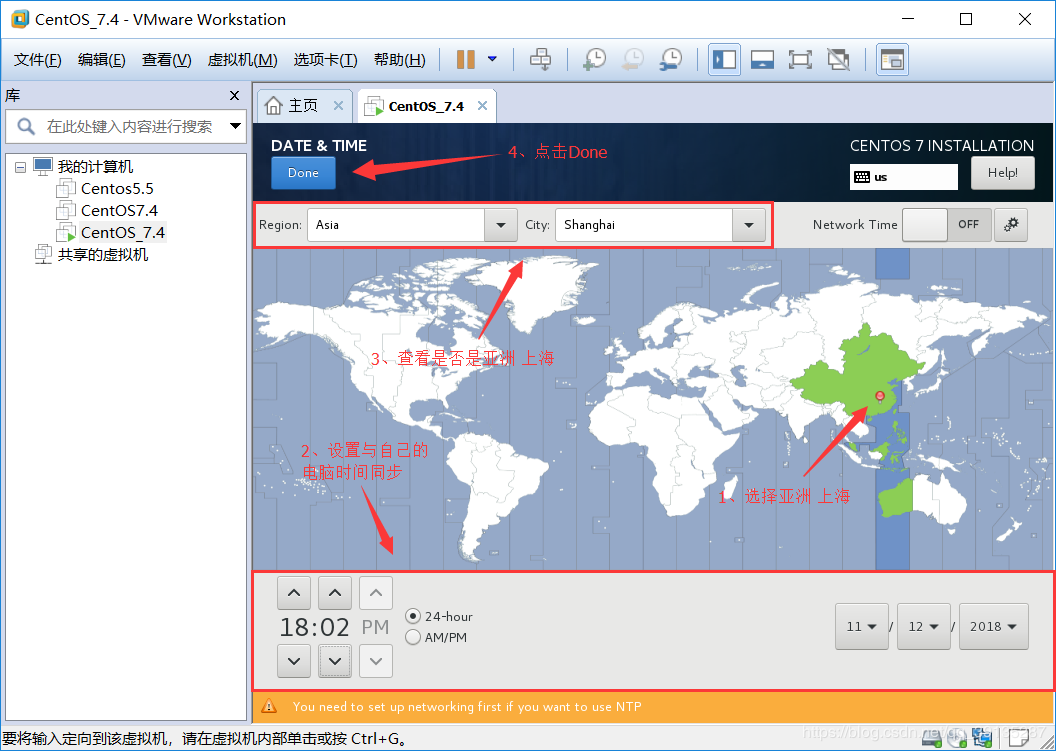 CentOS_7.4 - VMware Workstation
文件(F) 编辑(E) 查看(V) 虚拟机(M) 选项卡(T) 帮助(H)
库
在此处键入内容进行搜索
我的计算机
Centos5.5
CentOS7.4
CentOS_7.4
共享的虚拟机
主页 CentOS_7.4
DATE & TIME
CENTOS 7 INSTALLATION
Done
4、点击Done
us
Help!
Region: Asia City: Shanghai Network Time OFF
3、查看是否是亚洲 上海
2、设置与自己的
电脑时间同步
1、选择亚洲 上海
18:02 PM
24-hour
AM/PM
11 / 12 / 2018
You need to set up networking first if you want to use NTP
要将输入定向到该虚拟机，请在虚拟机内部单击或按 Ctrl+G。